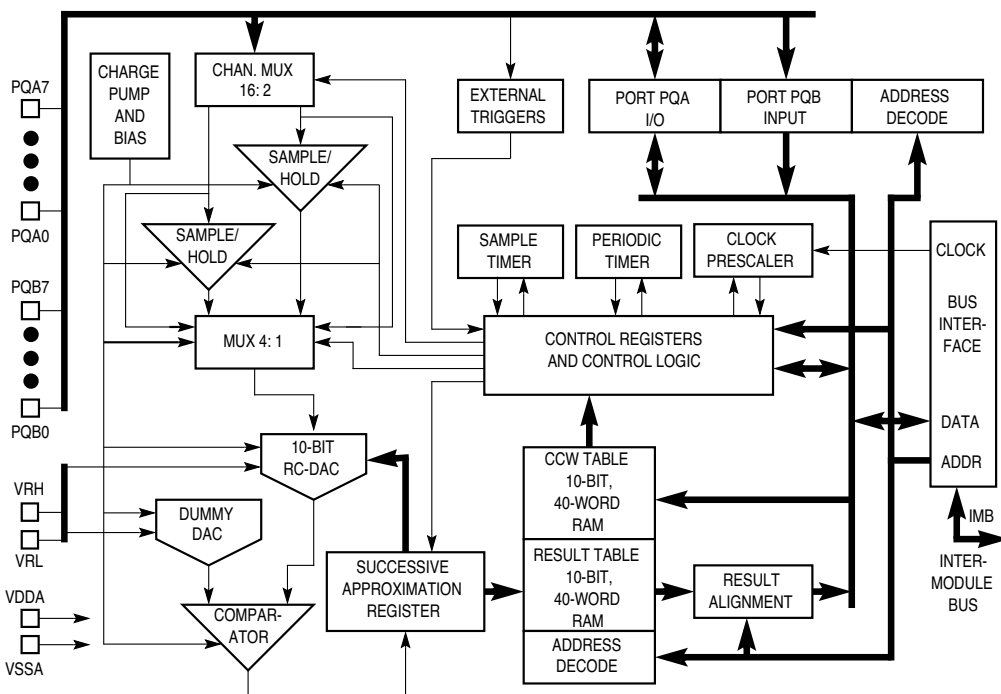 PQA7
PQA0
PQB7
PQB0
VRH
VRL
VDDA
VSSA
CHARGE
PUMP
AND
BIAS
CHAN. MUX
16: 2
SAMPLE/
HOLD
SAMPLE/
HOLD
MUX 4: 1
10-BIT
RC-DAC
DUMMY
DAC
COMPAR-
ATOR
EXTERNAL
TRIGGERS
PORT PQA
I/O
PORT PQB
INPUT
ADDRESS
DECODE
SAMPLE
TIMER
PERIODIC
TIMER
CLOCK
PRESCALER
CONTROL REGISTERS
AND CONTROL LOGIC
CCW TABLE
10-BIT,
40-WORD
RAM
RESULT TABLE
10-BIT,
40-WORD
RAM
ADDRESS
DECODE
SUCCESSIVE
APPROXIMATION
REGISTER
RESULT
ALIGNMENT
CLOCK
BUS
INTER-
FACE
DATA
ADDR
IMB
INTER-
MODULE
BUS